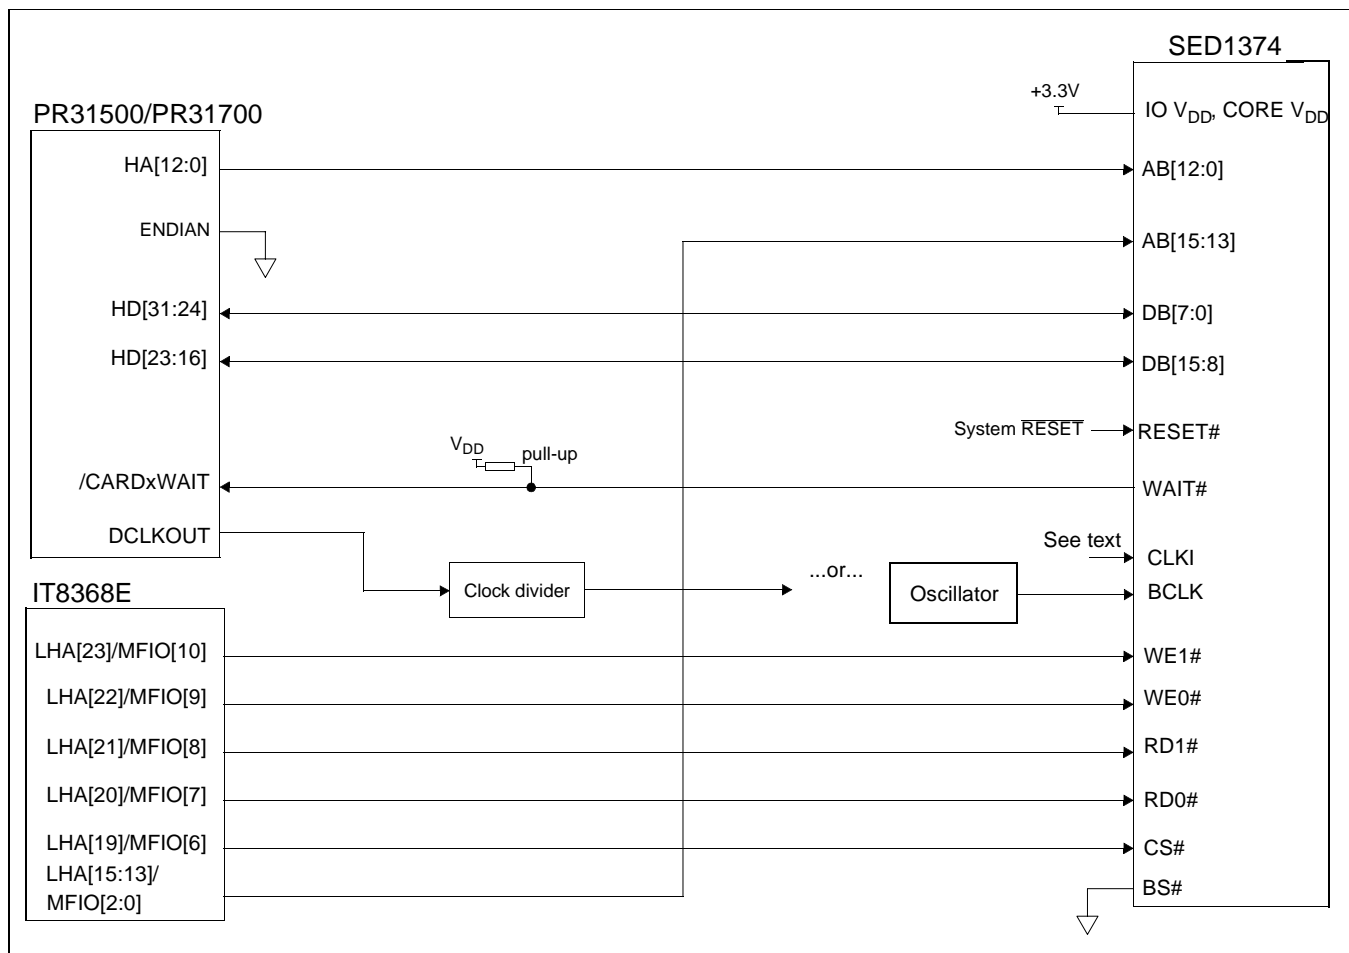 SED1374
+3.3V
IO VDD, CORE VDD
PR31500/PR31700
HA[12:0]
AB[12:0]
ENDIAN
AB[15:13]
HD[31:24]
DB[7:0]
HD[23:16]
DB[15:8]
System RESET
RESET#
VDD
pull-up
/CARDxWAIT
WAIT#
DCLKOUT
See text
CLKI
...or...
Clock divider
Oscillator
BCLK
IT8368E
LHA[23]/MFIO[10]
WE1#
LHA[22]/MFIO[9]
WE0#
LHA[21]/MFIO[8]
RD1#
LHA[20]/MFIO[7]
RD0#
LHA[19]/MFIO[6]
CS#
LHA[15:13]/
MFIO[2:0]
BS#